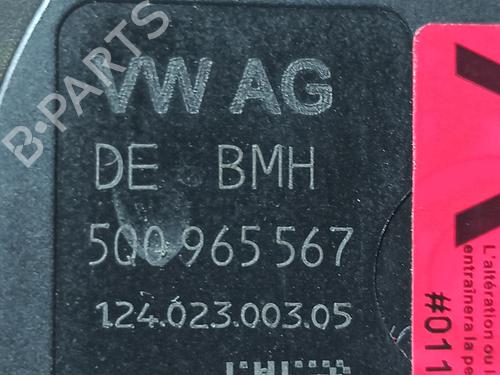 B-PARTS
VW AG
DE BMH
5Q0 965 567
124.023.003.05
L'altération ou l
entraînera la pe
#011